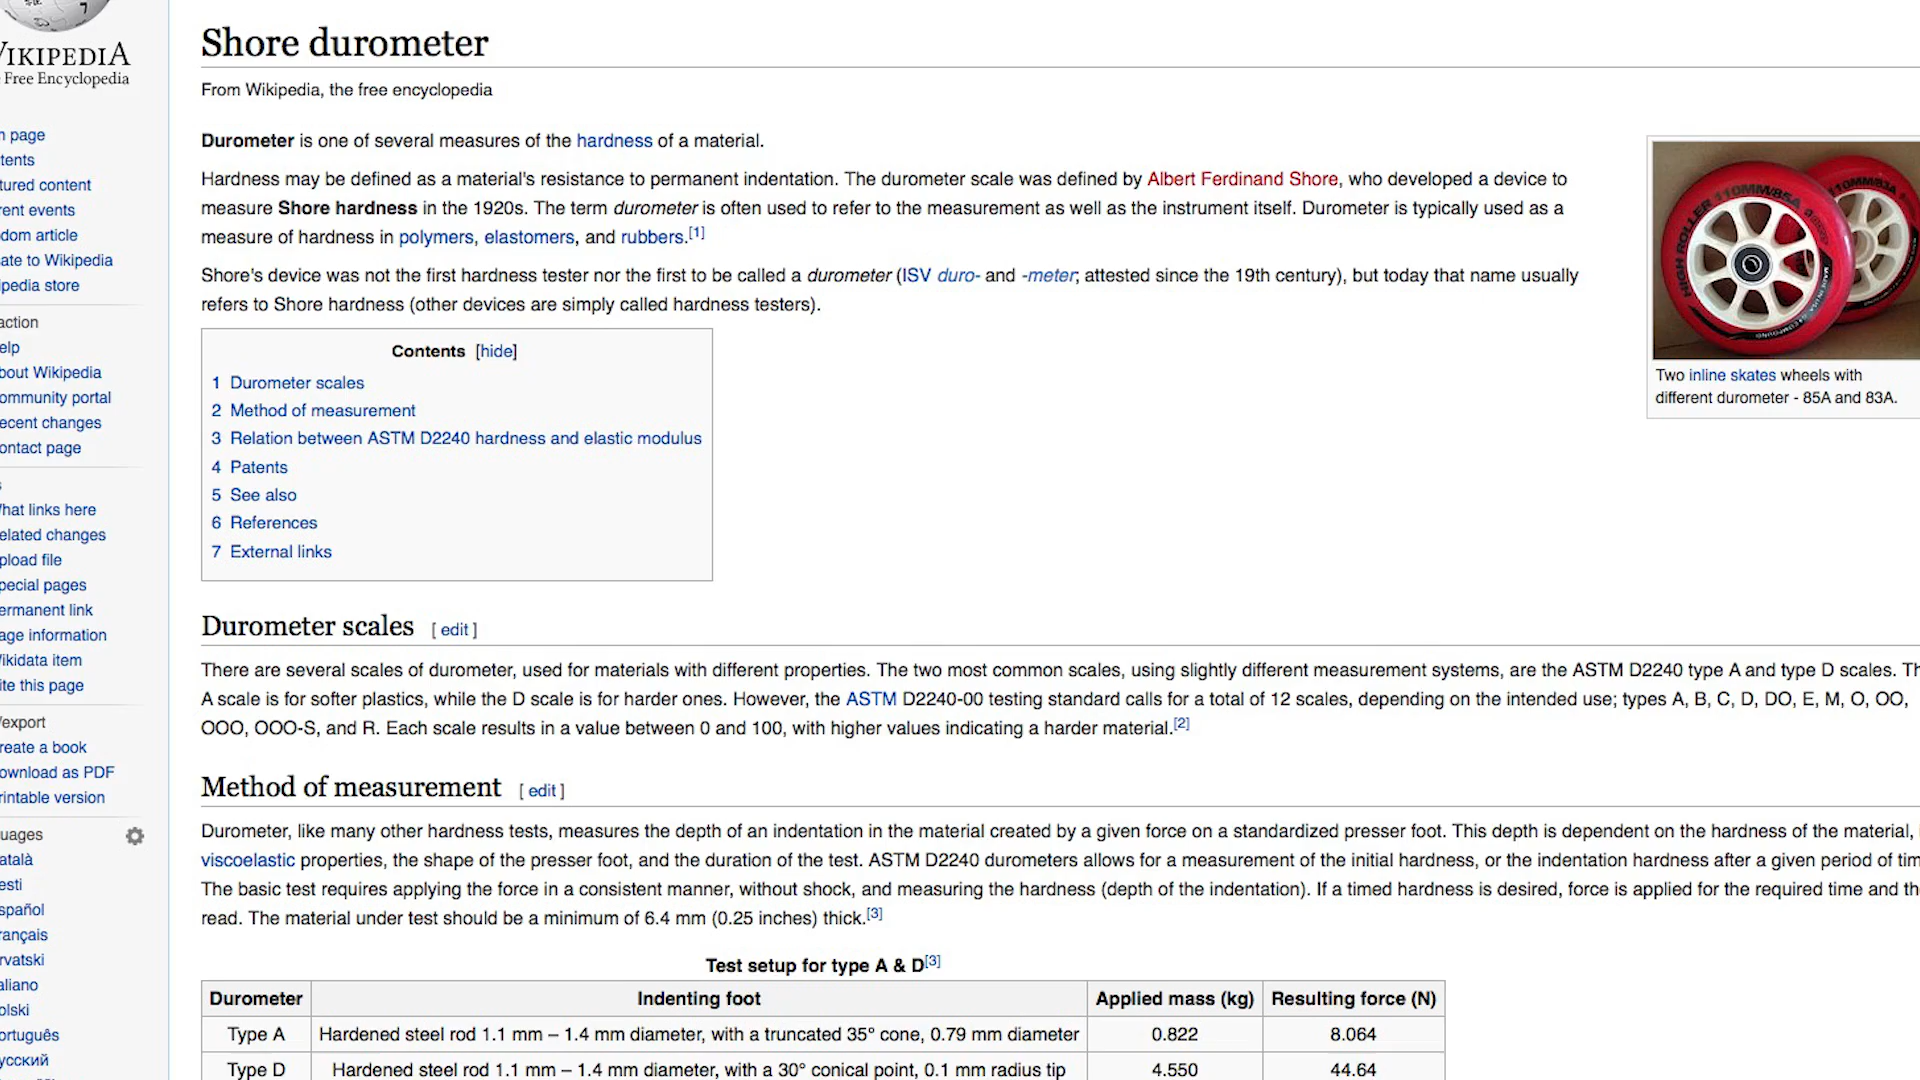 Shore durometer
From Wikipedia, the free encyclopedia
Durometer is one of several measures of the hardness of a material.
Hardness may be defined as a material's resistance to permanent indentation. The durometer scale was defined by Albert Ferdinand Shore, who developed a device to
measure Shore hardness in the 1920s. The term durometer is often used to refer to the measurement as well as the instrument itself. Durometer is typically used as a
measure of hardness in polymers, elastomers, and rubbers.[1]
Shore's device was not the first hardness tester nor the first to be called a durometer (ISV duro- and -meter; attested since the 19th century), but today that name usually
refers to Shore hardness (other devices are simply called hardness testers).
Contents [hide]
1 Durometer scales
2 Method of measurement
3 Relation between ASTM D2240 hardness and elastic modulus
4 Patents
5 See also
6 References
7 External links
HIGH ROLLER 110MM/85A
110MM/83A
Two inline skates wheels with
different durometer - 85A and 83A.
Durometer scales [ edit ]
There are several scales of durometer, used for materials with different properties. The two most common scales, using slightly different measurement systems, are the ASTM D2240 type A and type D scales. Th
A scale is for softer plastics, while the D scale is for harder ones. However, the ASTM D2240-00 testing standard calls for a total of 12 scales, depending on the intended use; types A, B, C, D, DO, E, M, O, OO,
OOO, OOO-S, and R. Each scale results in a value between 0 and 100, with higher values indicating a harder material.[2]
Method of measurement [ edit ]
Durometer, like many other hardness tests, measures the depth of an indentation in the material created by a given force on a standardized presser foot. This depth is dependent on the hardness of the material,
viscoelastic properties, the shape of the presser foot, and the duration of the test. ASTM D2240 durometers allows for a measurement of the initial hardness, or the indentation hardness after a given period of tim
The basic test requires applying the force in a consistent manner, without shock, and measuring the hardness (depth of the indentation). If a timed hardness is desired, force is applied for the required time and the
read. The material under test should be a minimum of 6.4 mm (0.25 inches) thick.[3]
Test setup for type A & D[3]
Durometer Indenting foot Applied mass (kg) Resulting force (N)
Type A Hardened steel rod 1.1 mm – 1.4 mm diameter, with a truncated 35° cone, 0.79 mm diameter 0.822 8.064
Type D Hardened steel rod 1.1 mm – 1.4 mm diameter, with a 30° conical point, 0.1 mm radius tip 4.550 44.64
WIKIPEDIA
Free Encyclopedia
n page
tents
tured content
rent events
dom article
ate to Wikipedia
ipedia store
action
elp
bout Wikipedia
ommunity portal
ecent changes
ontact page
s
hat links here
elated changes
pload file
pecial pages
ermanent link
age information
ikidata item
ite this page
/export
reate a book
ownload as PDF
rintable version
uages
atalà
esti
spañol
rançais
rvatski
aliano
olski
ortuguês
усский